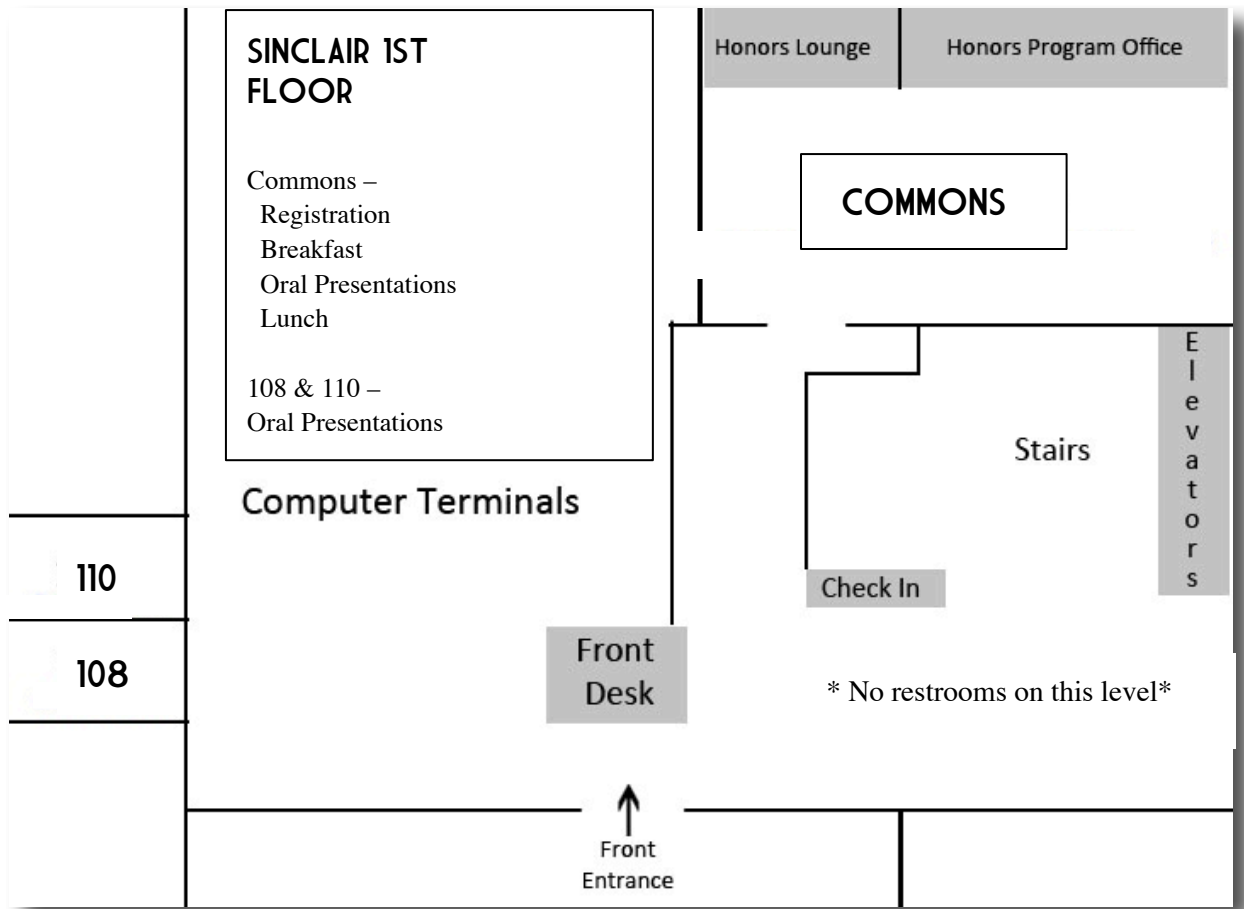 SINCLAIR 1ST
FLOOR
Commons –
Registration
Breakfast
Oral Presentations
Lunch
108 & 110 –
Oral Presentations
Honors Lounge
Honors Program Office
COMMONS
Elevators
Stairs
Computer Terminals
110
108
Check In
Front
Desk
* No restrooms on this level*
Front
Entrance